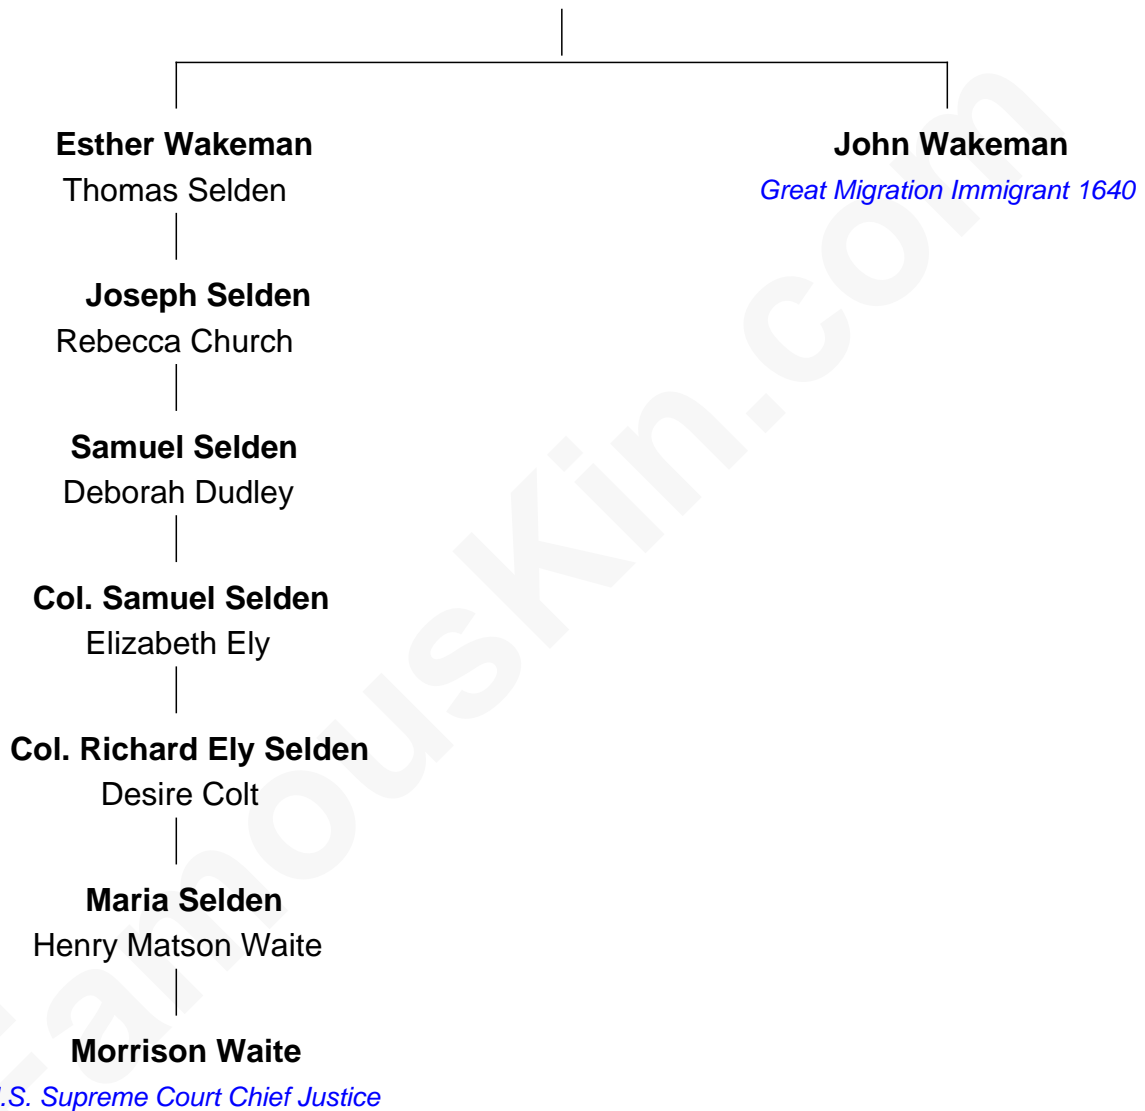 Esther Wakeman
Thomas Selden
John Wakeman
Great Migration Immigrant 1640
Joseph Selden
Rebecca Church
Samuel Selden
Deborah Dudley
Col. Samuel Selden
Elizabeth Ely
Col. Richard Ely Selden
Desire Colt
Maria Selden
Henry Matson Waite
Morrison Waite
.S. Supreme Court Chief Justice
FamousKin.com